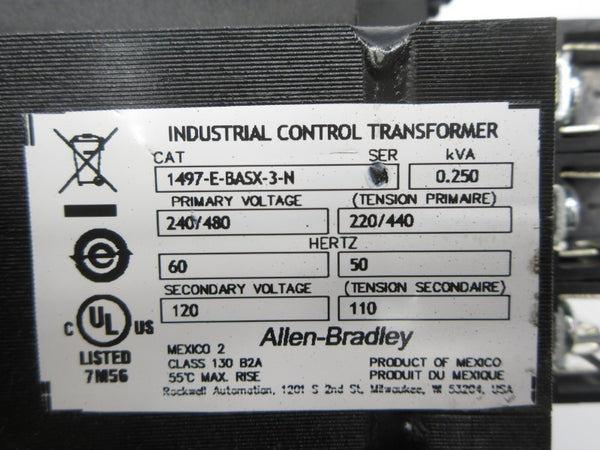 INDUSTRIAL CONTROL TRANSFORMER
CAT SER kVA
1497-E-BASX-3-N 0.250
PRIMARY VOLTAGE (TENSION PRIMAIRE)
240/480 220/440
HERTZ
60 50
SECONDARY VOLTAGE (TENSION SECONDAIRE)
120 110
Allen-Bradley
e
C UL US
LISTED
7M56
MEXICO 2
CLASS 130 B2A
55°C MAX. RISE
PRODUCT OF MEXICO
PRODUIT DU MEXIQUE
Rockwell Automation, 1201 S 2nd St, Milwaukee, WI 53204, USA